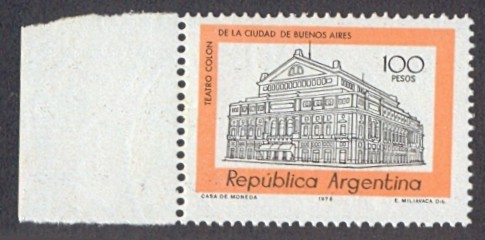 TEATRO COLON
DE LA CIUDAD DE BUENOS AIRES
100
PESOS
República Argentina
CASA DE MONEDA 1978 E. MILIAVACA DIB.